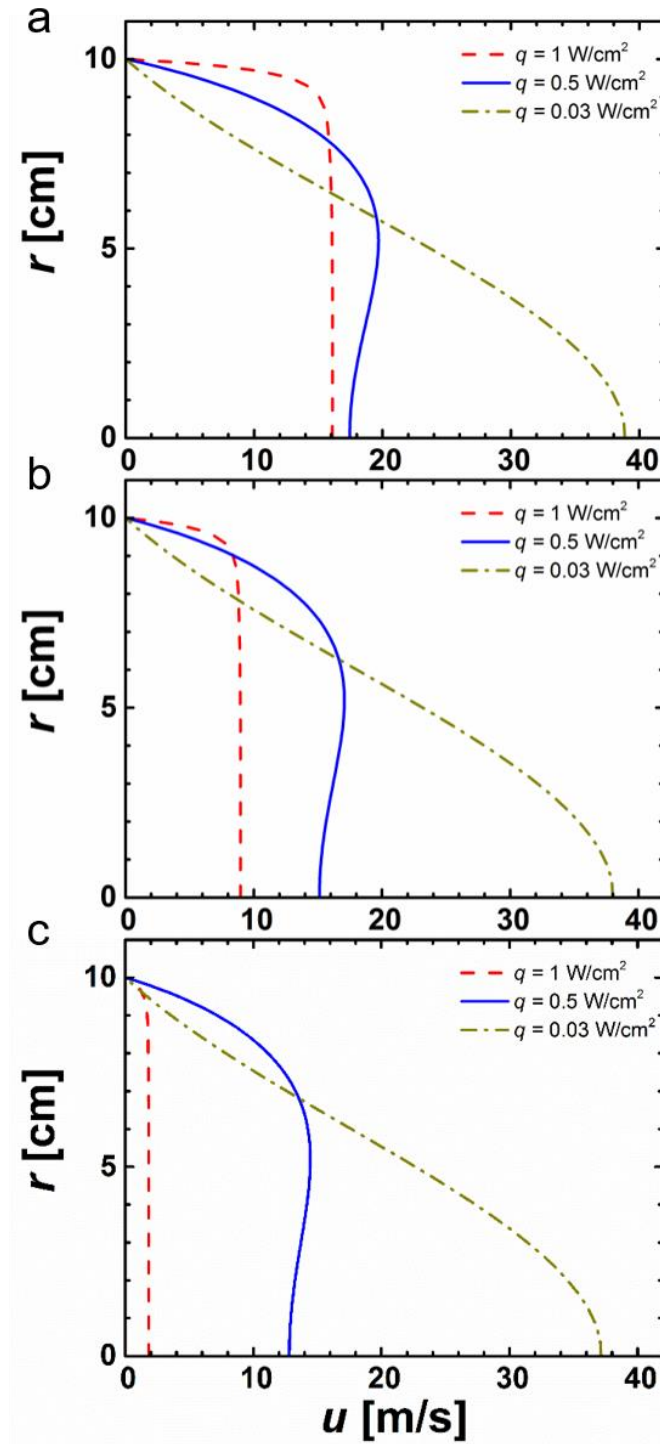 a
q = 1 W/cm²
q = 0.5 W/cm²
q = 0.03 W/cm²
10
5
0
r [cm]
0 10 20 30 40
b
q = 1 W/cm²
q = 0.5 W/cm²
q = 0.03 W/cm²
10
5
0
r [cm]
0 10 20 30 40
c
q = 1 W/cm²
q = 0.5 W/cm²
q = 0.03 W/cm²
10
5
0
r [cm]
0 10 20 30 40
u [m/s]